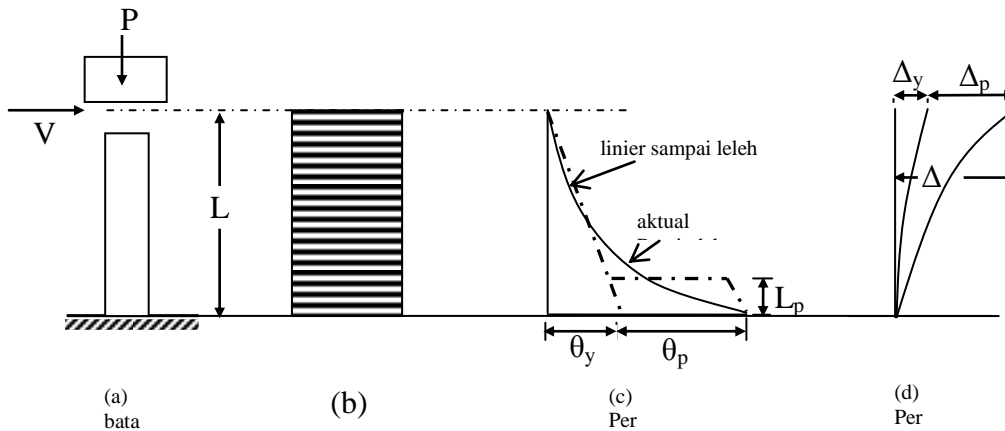 P
V
L
(a)
bata
(b)
linier sampai leleh
aktual
Lp
θy
θp
(c)
Per
Δy
Δp
Δ
(d)
Per